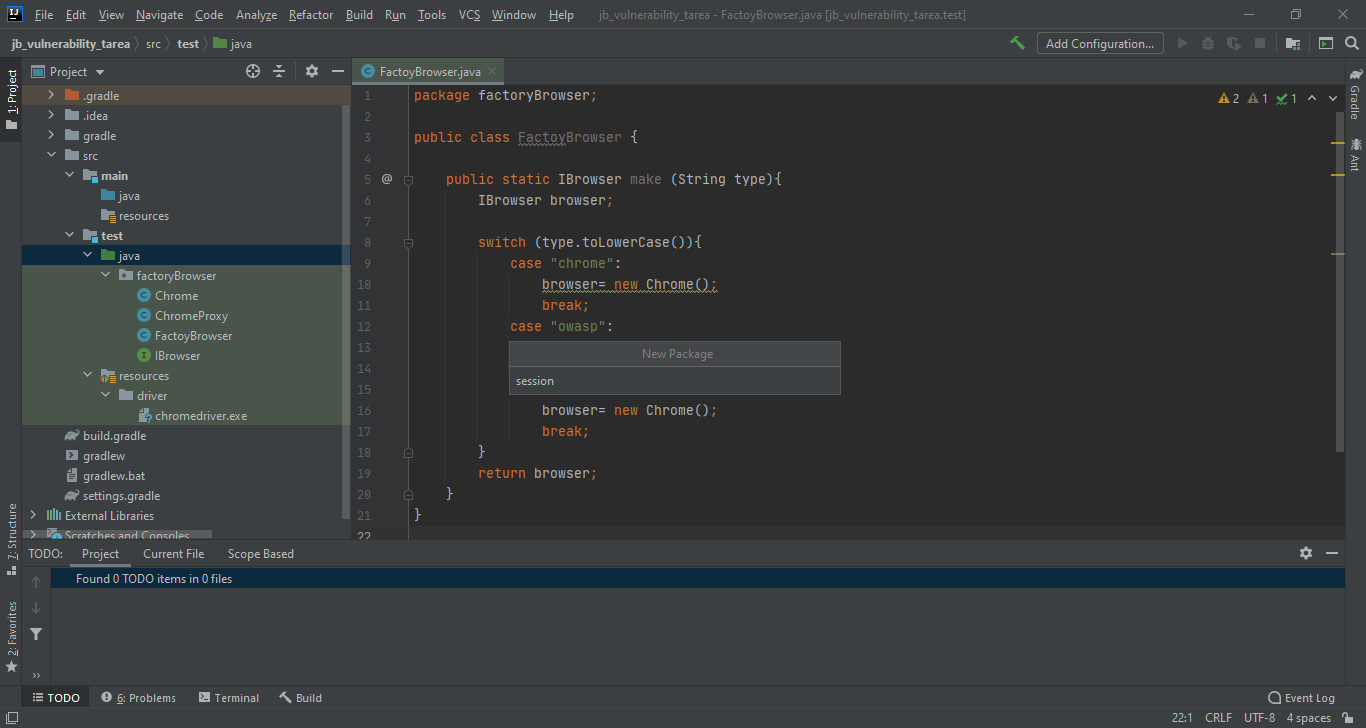 File Edit View Navigate Code Analyze Refactor Build Run Tools VCS Window Help jb_vulnerability_tarea - FactoyBrowser.java [jb_vulnerability_tarea.test]
jb_vulnerability_tarea src test java Add Configuration...
1: Project
Project
.gradle
.idea
gradle
src
main
java
resources
test
java
factoryBrowser
Chrome
ChromeProxy
FactoyBrowser
IBrowser
resources
driver
chromedriver.exe
build.gradle
gradlew
gradlew.bat
settings.gradle
External Libraries
Scratches and Consoles
FactoyBrowser.java
2 1 1
1 package factoryBrowser;
2
3 public class FactoyBrowser {
4
5 @ public static IBrowser make (String type){
6 IBrowser browser;
7
8 switch (type.toLowerCase()){
9 case "chrome":
10 browser= new Chrome();
11 break;
12 case "owasp":
13
14
15
16 browser= new Chrome();
17 break;
18 }
19 return browser;
20 }
21 }
22
New Package
session
Gradle
Ant
7: Structure
2: Favorites
TODO: Project Current File Scope Based
Found 0 TODO items in 0 files
TODO 6: Problems Terminal Build Event Log
22:1 CRLF UTF-8 4 spaces